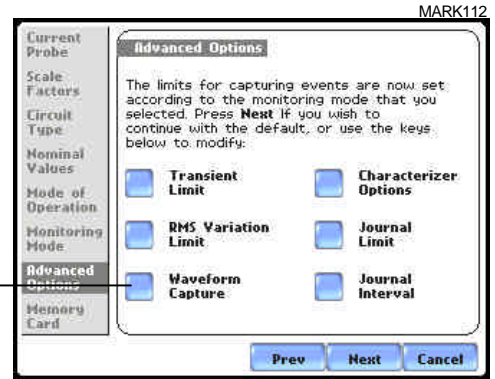 MARK112
Current
Probe
Scale
Factors
Circuit
Type
Nominal
Values
Mode of
Operation
Monitoring
Mode
Advanced
Options
Memory
Card
Advanced Options
The limits for capturing events are now set
according to the monitoring mode that you
selected. Press Next If you wish to
continue with the default, or use the keys
below to modify:
Transient
Limit
Characterizer
Options
RMS Variation
Limit
Journal
Limit
Waveform
Capture
Journal
Interval
Prev
Next
Cancel